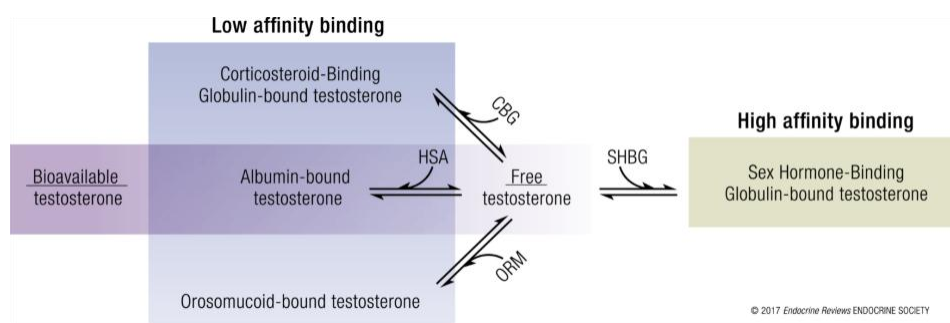 Low affinity binding
Corticosteroid-Binding
Globulin-bound testosterone
CBG
High affinity binding
Bioavailable
testosterone
Albumin-bound
testosterone
HSA
Free
testosterone
SHBG
Sex Hormone-Binding
Globulin-bound testosterone
ORM
Orosomucoid-bound testosterone
© 2017 Endocrine Reviews ENDOCRINE SOCIETY